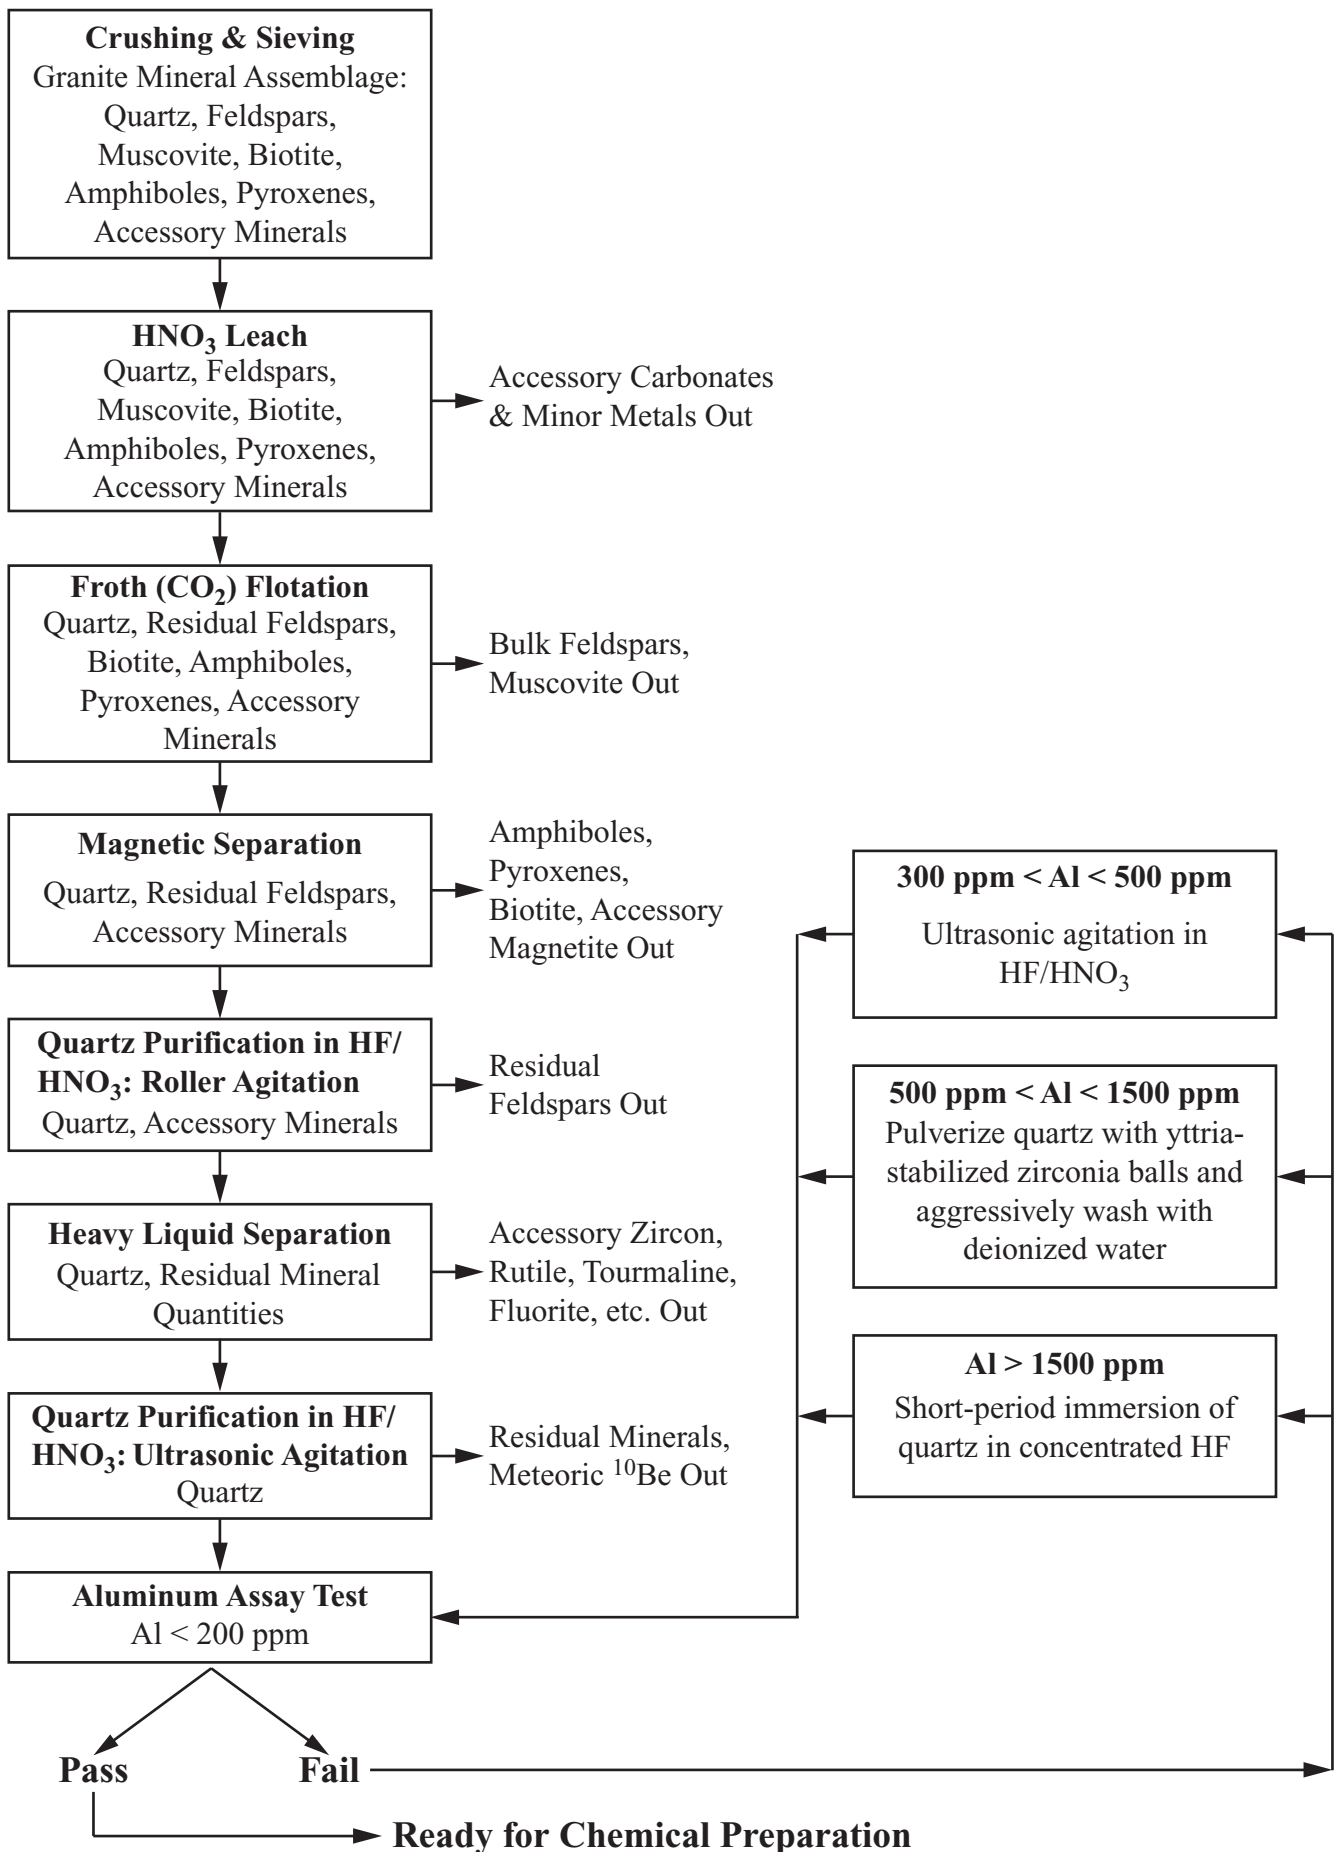 Crushing & Sieving
Granite Mineral Assemblage:
Quartz, Feldspars,
Muscovite, Biotite,
Amphiboles, Pyroxenes,
Accessory Minerals
HNO₃ Leach
Quartz, Feldspars,
Muscovite, Biotite,
Amphiboles, Pyroxenes,
Accessory Minerals
Accessory Carbonates
& Minor Metals Out
Froth (CO₂) Flotation
Quartz, Residual Feldspars,
Biotite, Amphiboles,
Pyroxenes, Accessory
Minerals
Bulk Feldspars,
Muscovite Out
Magnetic Separation
Quartz, Residual Feldspars,
Accessory Minerals
Amphiboles,
Pyroxenes,
Biotite, Accessory
Magnetite Out
Quartz Purification in HF/
HNO₃: Roller Agitation
Quartz, Accessory Minerals
Residual
Feldspars Out
Heavy Liquid Separation
Quartz, Residual Mineral
Quantities
Accessory Zircon,
Rutile, Tourmaline,
Fluorite, etc. Out
Quartz Purification in HF/
HNO₃: Ultrasonic Agitation
Quartz
Residual Minerals,
Meteoric ¹⁰Be Out
Aluminum Assay Test
Al < 200 ppm
Pass
Fail
Ready for Chemical Preparation
300 ppm < Al < 500 ppm
Ultrasonic agitation in
HF/HNO₃
500 ppm < Al < 1500 ppm
Pulverize quartz with yttria-
stabilized zirconia balls and
aggressively wash with
deionized water
Al > 1500 ppm
Short-period immersion of
quartz in concentrated HF